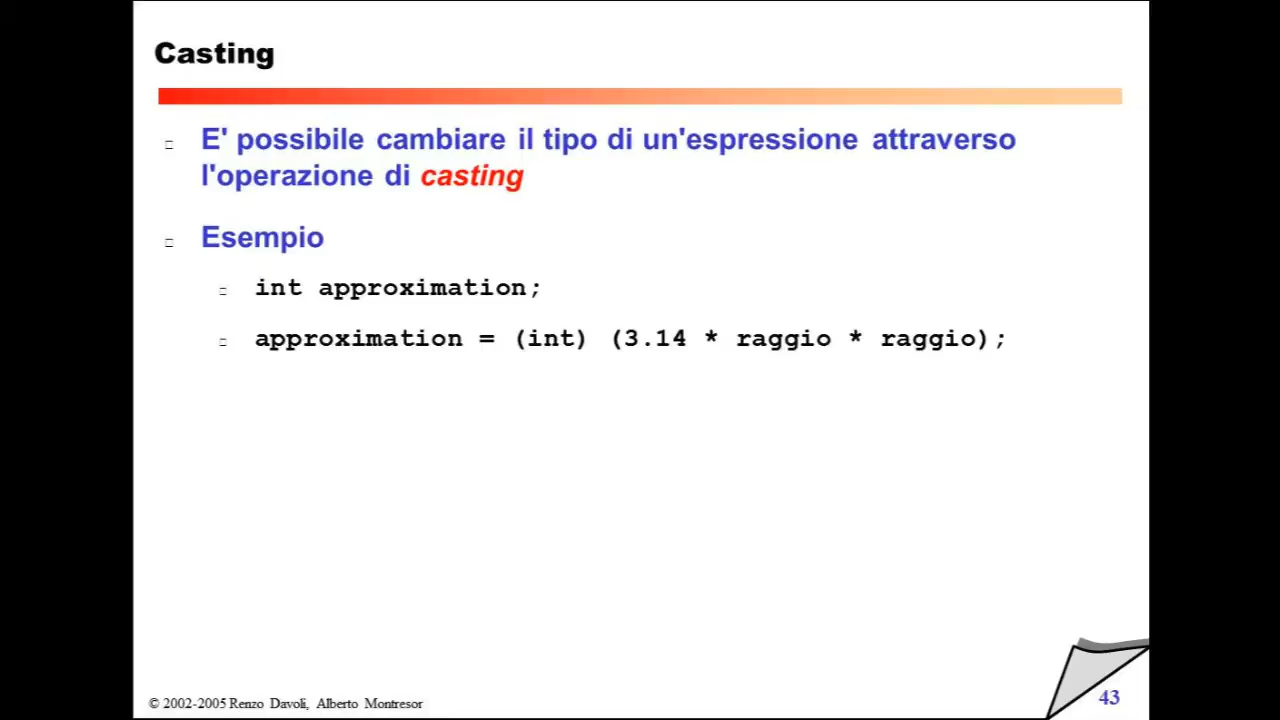 Casting
E' possibile cambiare il tipo di un'espressione attraverso
l'operazione di casting
Esempio
int approximation;
approximation = (int) (3.14 * raggio * raggio);
© 2002-2005 Renzo Davoli, Alberto Montresor
43